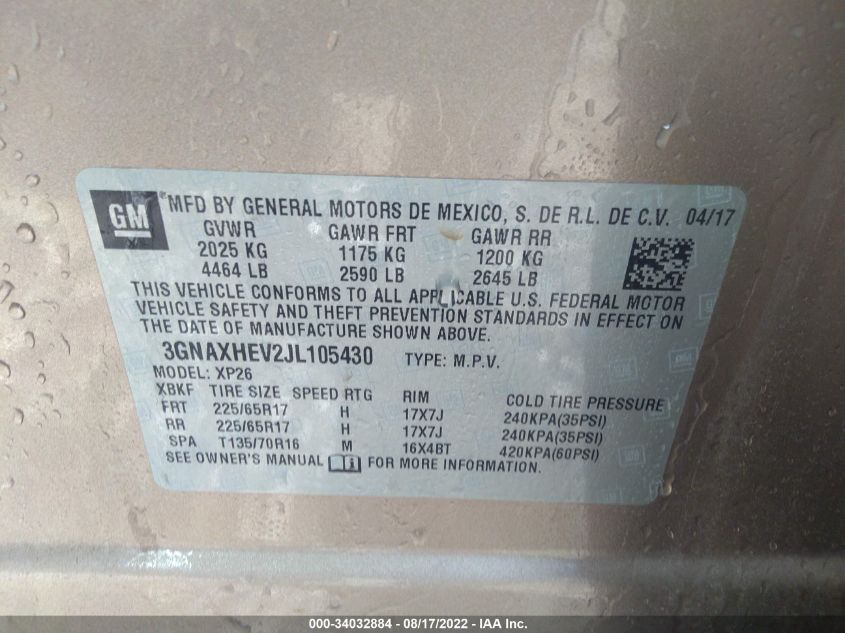 GM
MFD BY GENERAL MOTORS DE MEXICO, S. DE R.L. DE C.V. 04/17
GVWR GAWR FRT GAWR RR
2025 KG 1175 KG 1200 KG
4464 LB 2590 LB 2645 LB
THIS VEHICLE CONFORMS TO ALL APPLICABLE U.S. FEDERAL MOTOR
VEHICLE SAFETY AND THEFT PREVENTION STANDARDS IN EFFECT ON
THE DATE OF MANUFACTURE SHOWN ABOVE.
3GNAXHEV2JL105430 TYPE: M.P.V.
MODEL: XP26
XBKF TIRE SIZE SPEED RTG RIM COLD TIRE PRESSURE
FRT 225/65R17 H 17X7J 240KPA(35PSI)
RR 225/65R17 H 17X7J 240KPA(35PSI)
SPA T135/70R16 M 16X4BT 420KPA(60PSI)
SEE OWNER'S MANUAL FOR MORE INFORMATION.
000-34032884 - 08/17/2022 - IAA Inc.